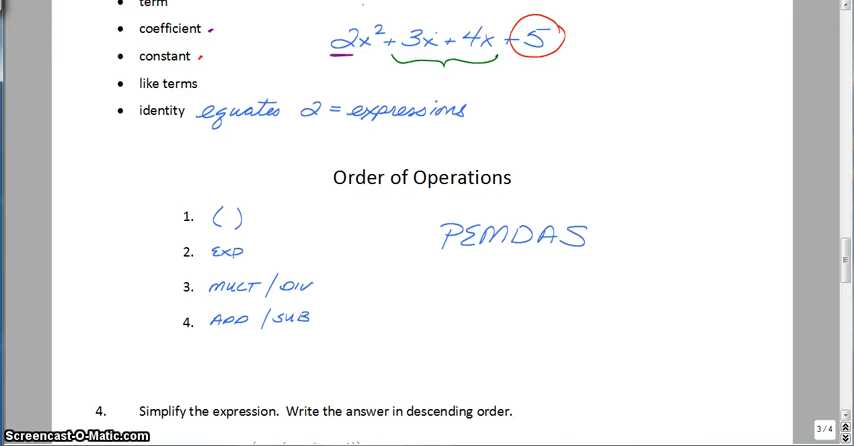 • term
• coefficient
2x² + 3x + 4x + 5
• constant
• like terms
• identity equates 2 = expressions
Order of Operations
1. ( )
PEMDAS
2. EXP
3. MULT / DIV
4. ADD / SUB
4. Simplify the expression. Write the answer in descending order.
3 / 4
Screencast-O-Matic.com